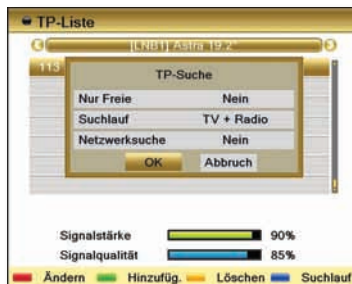 TP-Liste
[LNB1] Astra 19.2°
113
TP-Suche
Nur Freie Nein
Suchlauf TV + Radio
Netzwerksuche Nein
OK Abbruch
Signalstärke 90%
Signalqualität 85%
Ändern Hinzufüg. Löschen Suchlauf